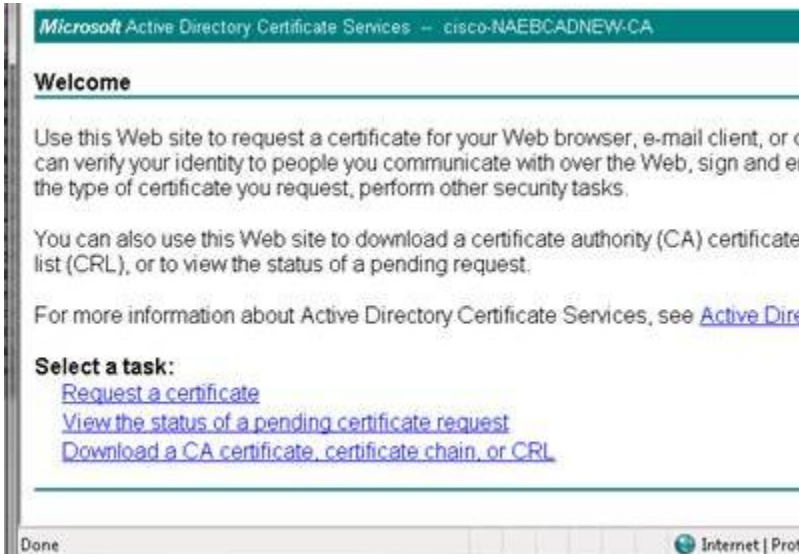 Microsoft Active Directory Certificate Services -- cisco-NAEBCADNEW-CA
Welcome
Use this Web site to request a certificate for your Web browser, e-mail client, or
can verify your identity to people you communicate with over the Web, sign and
the type of certificate you request, perform other security tasks.
You can also use this Web site to download a certificate authority (CA) certificate
list (CRL), or to view the status of a pending request.
For more information about Active Directory Certificate Services, see Active
Select a task:
Request a certificate
View the status of a pending certificate request
Download a CA certificate, certificate chain, or CRL
Done
Internet |